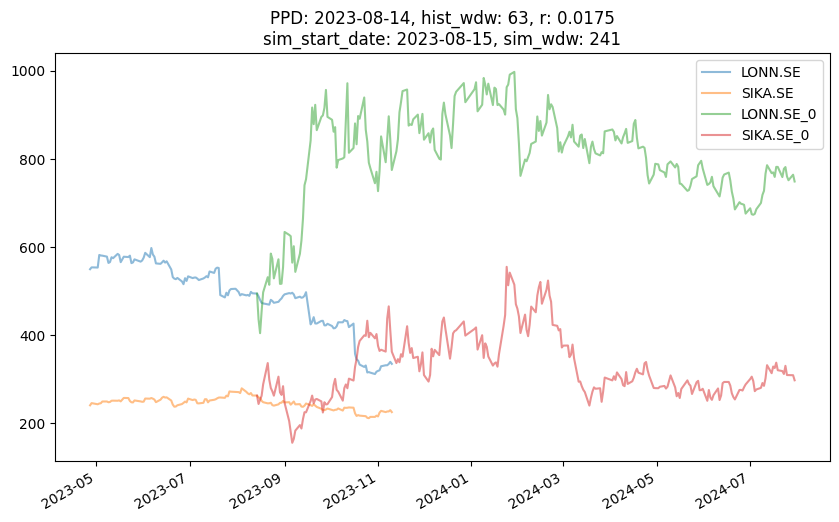 PPD: 2023-08-14, hist_wdw: 63, r: 0.0175
sim_start_date: 2023-08-15, sim_wdw: 241
LONN.SE
SIKA.SE
LONN.SE_0
SIKA.SE_0
1000
800
600
400
200
2023-05
2023-07
2023-09
2023-11
2024-01
2024-03
2024-05
2024-07